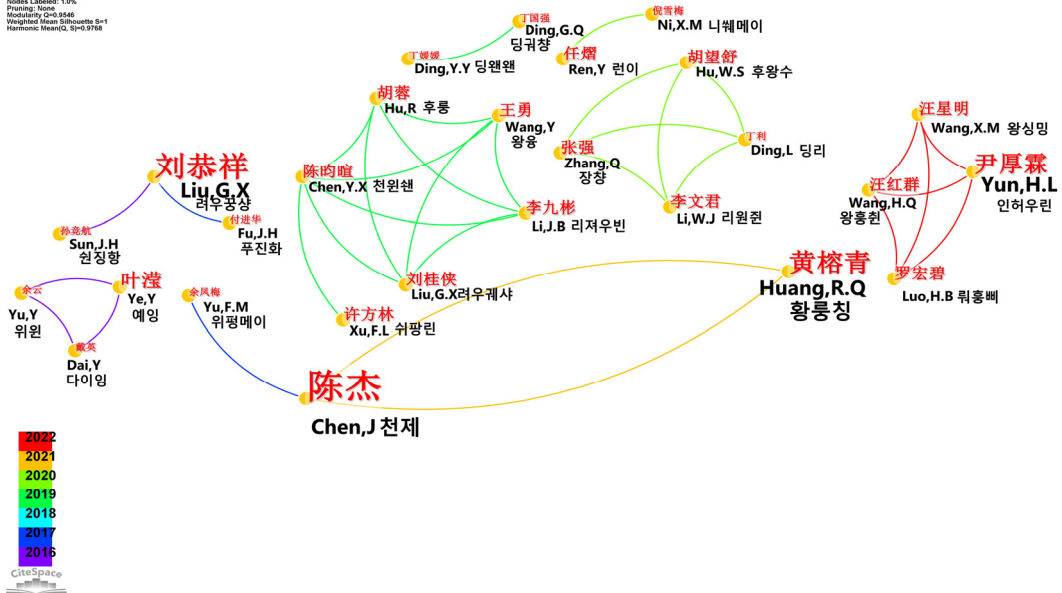 Nodes Labeled: 1.0%
Pruning: None
Modularity Q=0.9546
Weighted Mean Silhouette S=1
Harmonic Mean(Q, S)=0.9768
丁国强
Ding,G.Q
딩궈챵
丁媛媛
Ding,Y.Y 딩왠왠
倪雪梅
Ni,X.M 니쒜메이
任熠
Ren,Y 런이
胡望舒
Hu,W.S 후왕수
胡蓉
Hu,R 후룽
王勇
Wang,Y
왕융
张强
Zhang,Q
장챵
丁利
Ding,L 딩리
汪星明
Wang,X.M 왕싱밍
尹厚霖
Yun,H.L
인허우린
汪红群
Wang,H.Q
왕홍췬
罗宏碧
Luo,H.B 뤄홍삐
刘恭祥
Liu,G.X
려우꿍샹
陈昀暄
Chen,Y.X 천윈쉔
李九彬
Li,J.B 리져우빈
李文君
Li,W.J 리원쥔
孙竞航
Sun,J.H
쉰징항
付进华
Fu,J.H
푸진화
刘桂侠
Liu,G.X려우궤샤
黄榕青
Huang,R.Q
황룽칭
余云
Yu,Y
위윈
叶滢
Ye,Y
예잉
戴英
Dai,Y
다이잉
余凤梅
Yu,F.M
위펑메이
许方林
Xu,F.L 쉬팡린
陈杰
Chen,J 천제
2022
2021
2020
2019
2018
2017
2016
CiteSpace